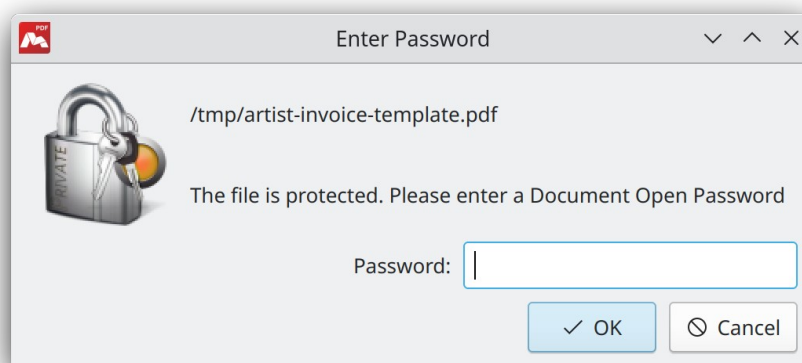 PDF
Enter Password
PRIVATE
/tmp/artist-invoice-template.pdf
The file is protected. Please enter a Document Open Password
Password:
OK
Cancel